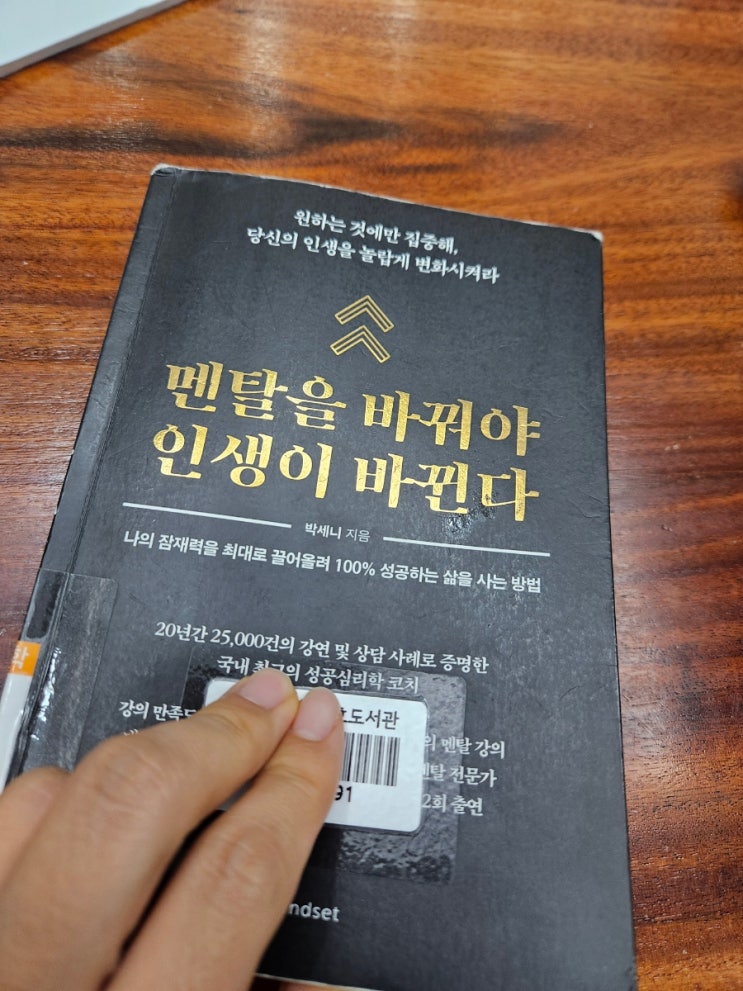 원하는 것에만 집중해,
당신의 인생을 놀랍게 변화시켜라
멘탈을 바꿔야
인생이 바뀐다
박세니 지음
나의 잠재력을 최대로 끌어올려 100% 성공하는 삶을 사는 방법
20년간 25,000건의 강연 및 상담 사례로 증명한
국내 최고의 성공심리학 코치
도서관
강의 만족도 의 멘탈 강의
멘탈 전문가
91
2회 출연
ndset
학